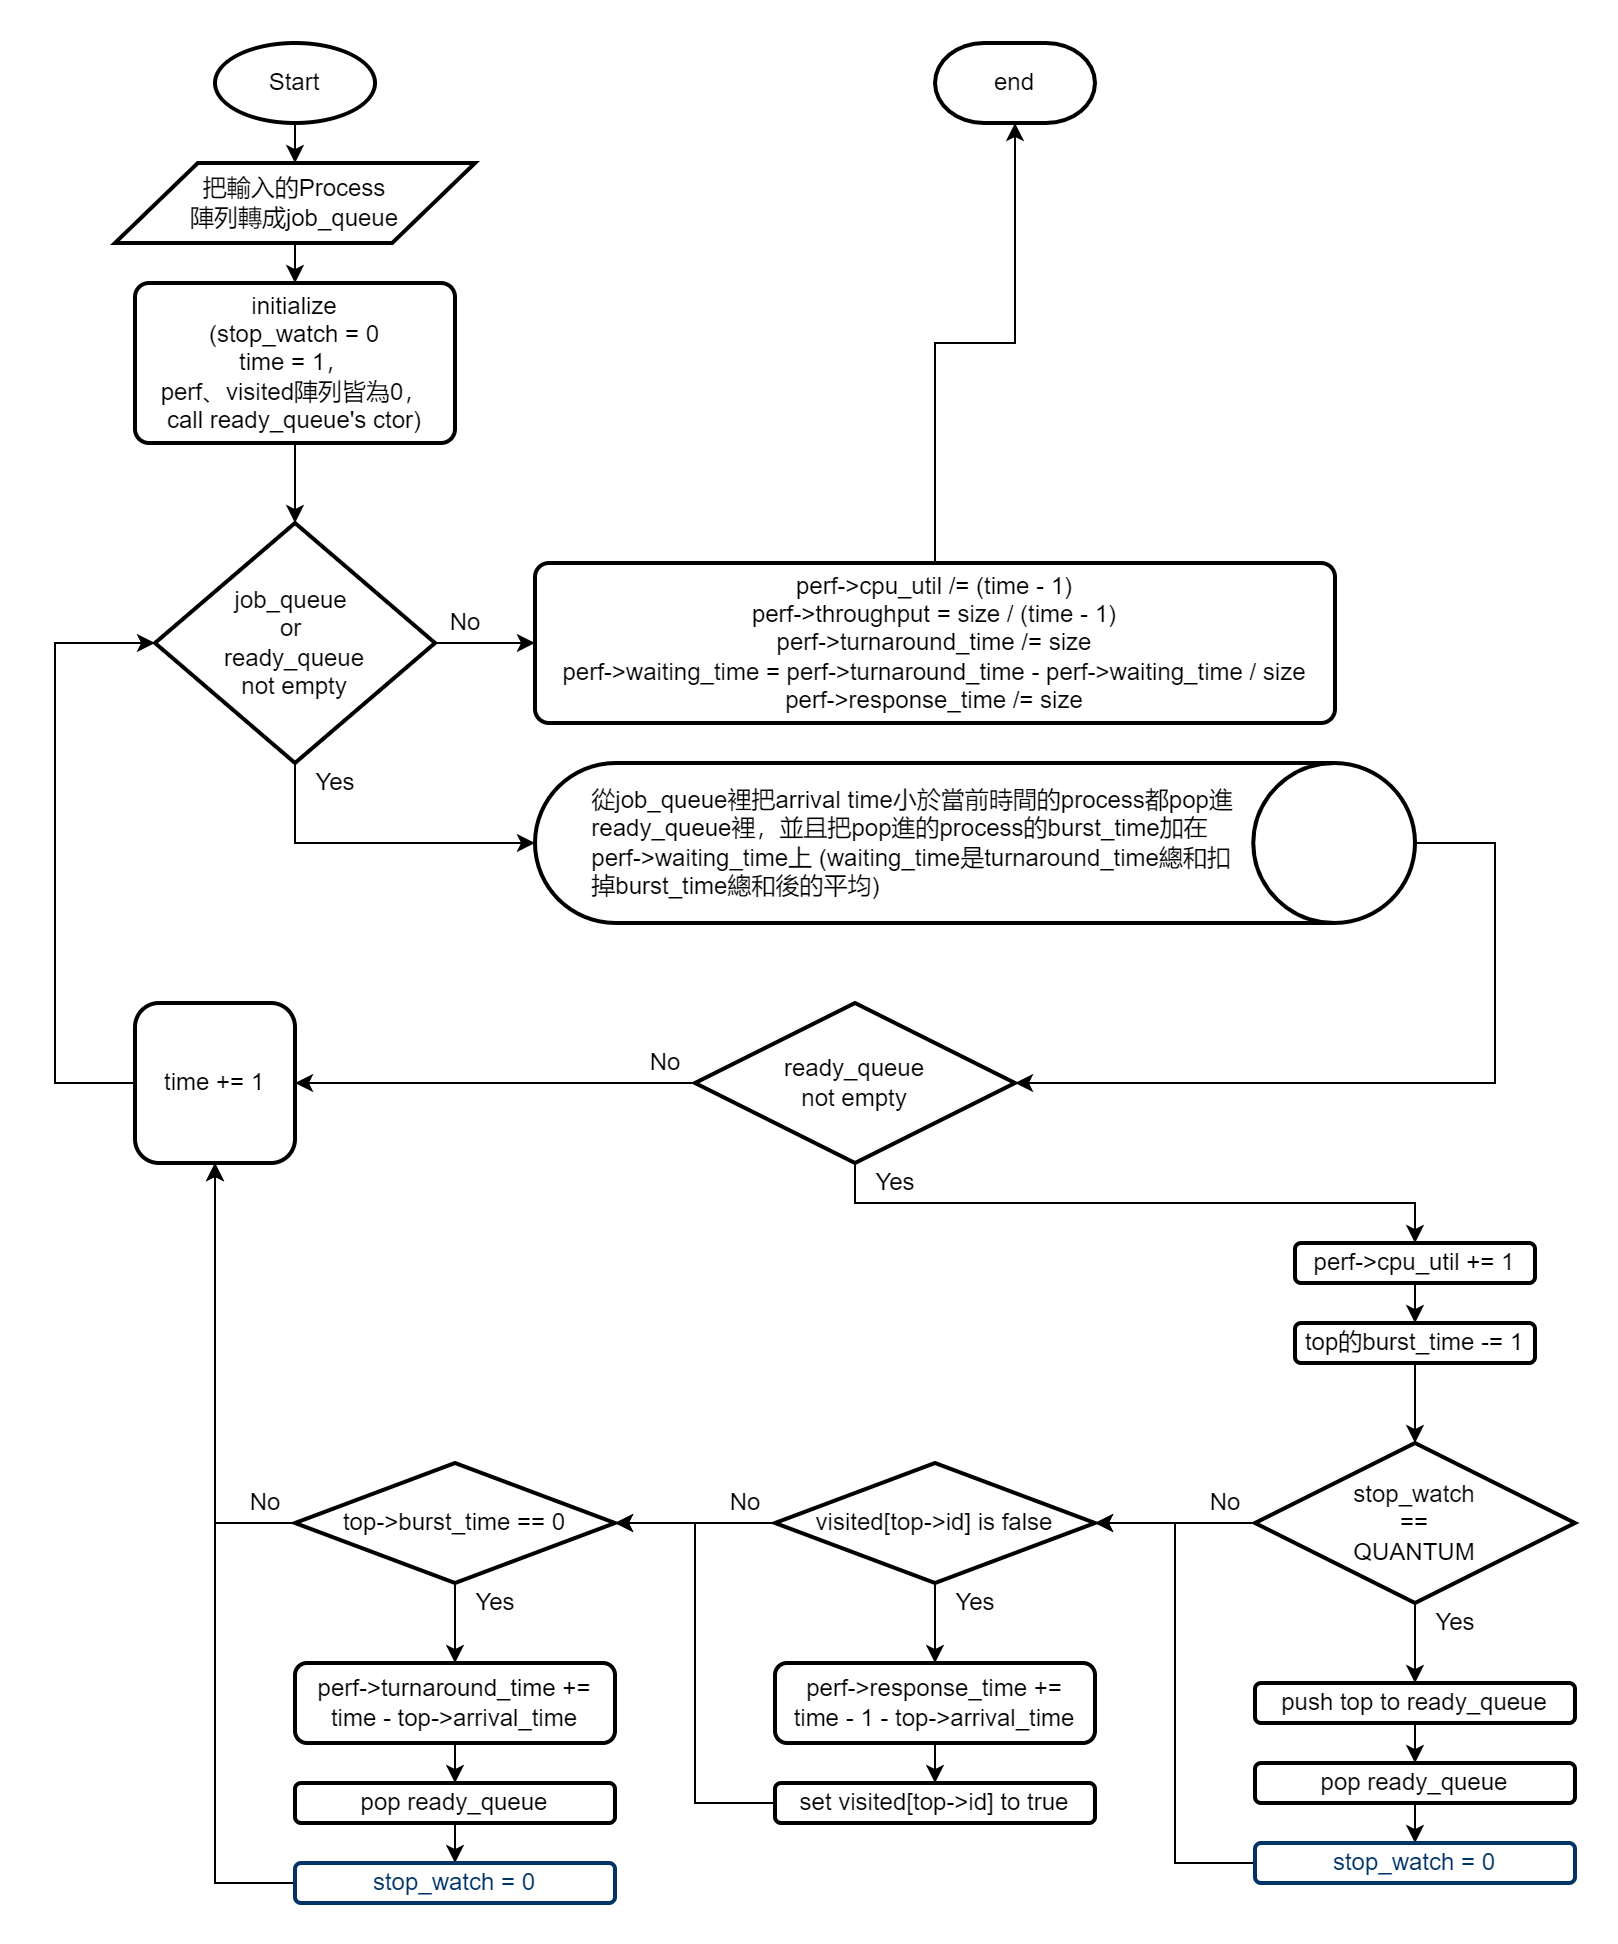 Start
end
把輸入的Process
陣列轉成job_queue
initialize
(stop_watch = 0
time = 1,
perf、visited陣列皆為0,
call ready_queue's ctor)
job_queue
or
ready_queue
not empty
No
perf->cpu_util /= (time - 1)
perf->throughput = size / (time - 1)
perf->turnaround_time /= size
perf->waiting_time = perf->turnaround_time - perf->waiting_time / size
perf->response_time /= size
Yes
從job_queue裡把arrival time小於當前時間的process都pop進
ready_queue裡，並且把pop進的process的burst_time加在
perf->waiting_time上 (waiting_time是turnaround_time總和扣
掉burst_time總和後的平均)
time += 1
No
ready_queue
not empty
Yes
perf->cpu_util += 1
top的burst_time -= 1
stop_watch
==
QUANTUM
No
Yes
push top to ready_queue
pop ready_queue
stop_watch = 0
visited[top->id] is false
No
Yes
perf->response_time +=
time - 1 - top->arrival_time
set visited[top->id] to true
top->burst_time == 0
No
Yes
perf->turnaround_time +=
time - top->arrival_time
pop ready_queue
stop_watch = 0